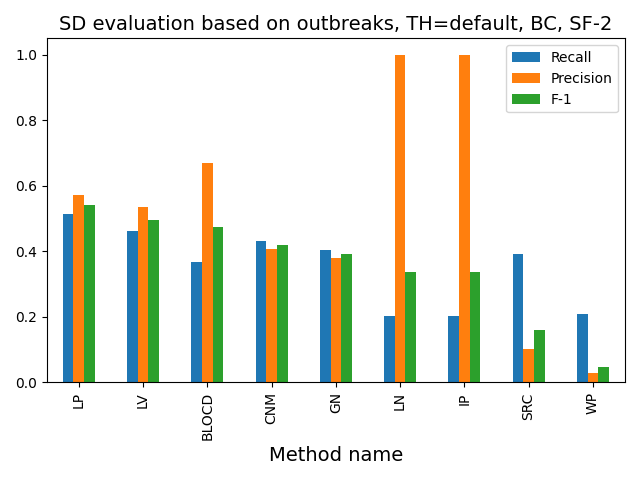 SD evaluation based on outbreaks, TH=default, BC, SF-2
Recall
Precision
F-1
1.0
0.8
0.6
0.4
0.2
0.0
LP
LV
BLOCD
CNM
GN
LN
IP
SRC
WP
Method name